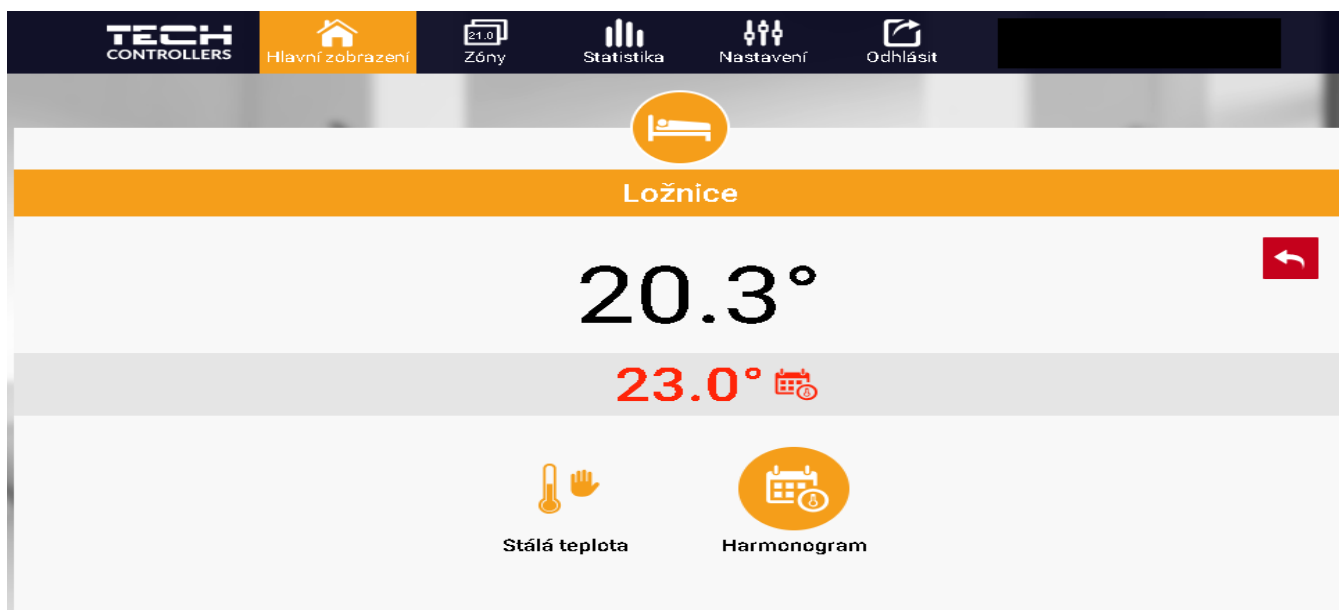 TECH
CONTROLLERS
Hlavní zobrazení
21.0
Zóny
Statistika
Nastavení
Odhlásit
Ložnice
20.3°
23.0°
Stálá teplota
Harmonogram